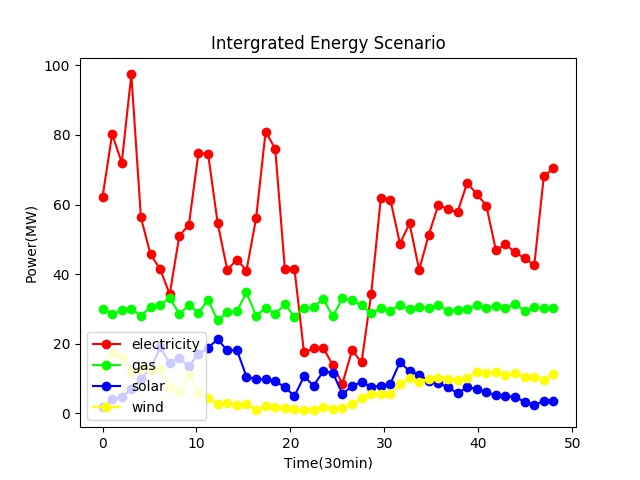 Intergrated Energy Scenario
Power(MW)
100
80
60
40
20
0
electricity
gas
solar
wind
0 10 20 30 40 50
Time(30min)